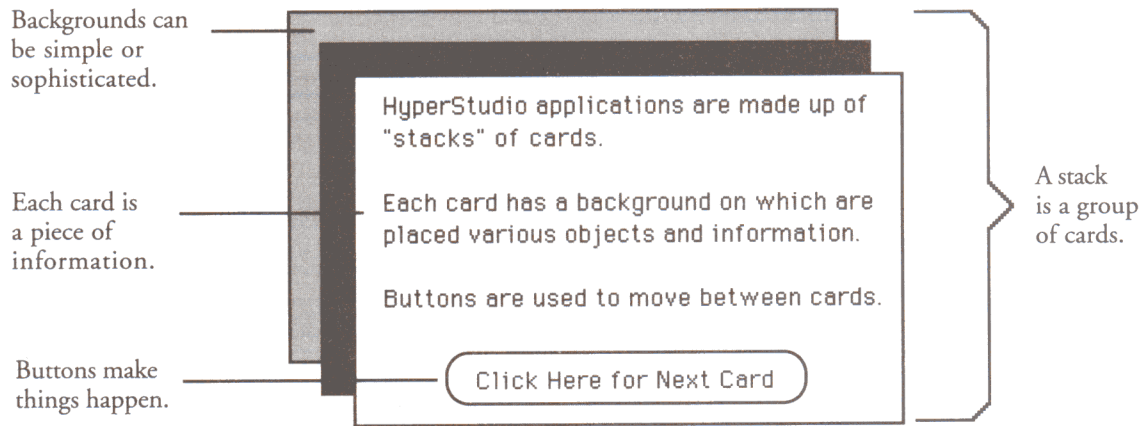 Backgrounds can
be simple or
sophisticated.
Each card is
a piece of
information.
Buttons make
things happen.
HyperStudio applications are made up of
"stacks" of cards.
Each card has a background on which are
placed various objects and information.
Buttons are used to move between cards.
Click Here for Next Card
A stack
is a group
of cards.